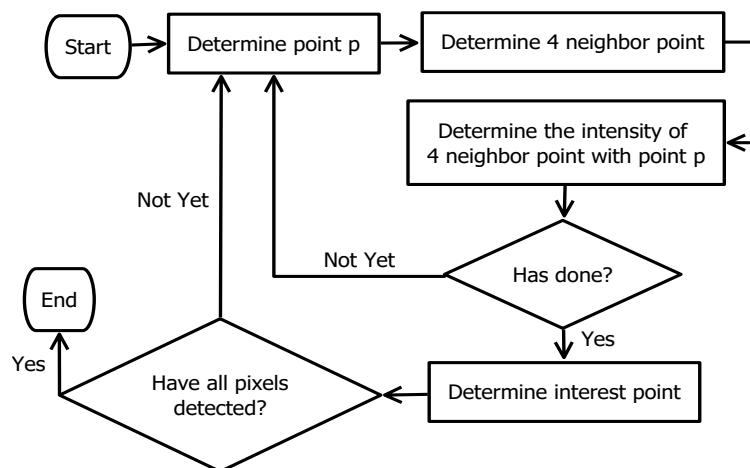 Start
Determine point p
Determine 4 neighbor point
Determine the intensity of
4 neighbor point with point p
Not Yet
Not Yet
Has done?
End
Yes
Yes
Have all pixels
detected?
Determine interest point